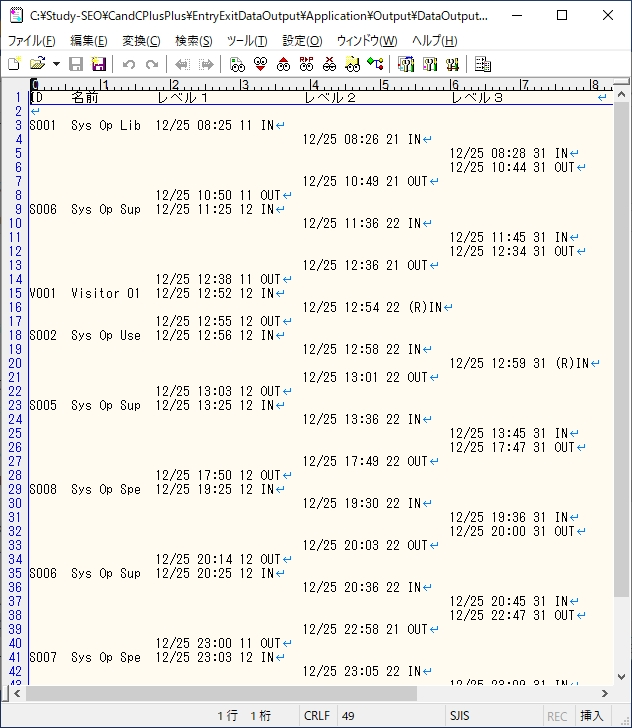 C:¥Study-SEO¥CandCPlusPlus¥EntryExitDataOutput¥Application¥Output¥DataOutput...
ファイル(F) 編集(E) 変換(C) 検索(S) ツール(T) 設定(O) ウィンドウ(W) ヘルプ(H)
0 1 2 3 4 5 6 7 8
1 ID 名前 レベル１ レベル２ レベル３
2
3 S001 Sys Op Lib 12/25 08:25 11 IN
4 12/25 08:26 21 IN
5 12/25 08:28 31 IN
6 12/25 10:44 31 OUT
7 12/25 10:49 21 OUT
8 12/25 10:50 11 OUT
9 S006 Sys Op Sup 12/25 11:25 12 IN
10 12/25 11:36 22 IN
11 12/25 11:45 31 IN
12 12/25 12:34 31 OUT
13 12/25 12:36 21 OUT
14 12/25 12:38 11 OUT
15 V001 Visitor 01 12/25 12:52 12 IN
16 12/25 12:54 22 (R)IN
17 12/25 12:55 12 OUT
18 S002 Sys Op Use 12/25 12:56 12 IN
19 12/25 12:58 22 IN
20 12/25 12:59 31 (R)IN
21 12/25 13:01 22 OUT
22 12/25 13:03 12 OUT
23 S005 Sys Op Sup 12/25 13:25 12 IN
24 12/25 13:36 22 IN
25 12/25 13:45 31 IN
26 12/25 17:47 31 OUT
27 12/25 17:49 22 OUT
28 12/25 17:50 12 OUT
29 S008 Sys Op Spe 12/25 19:25 12 IN
30 12/25 19:30 22 IN
31 12/25 19:36 31 IN
32 12/25 20:00 31 OUT
33 12/25 20:03 22 OUT
34 12/25 20:14 12 OUT
35 S006 Sys Op Sup 12/25 20:25 12 IN
36 12/25 20:36 22 IN
37 12/25 20:45 31 IN
38 12/25 22:47 31 OUT
39 12/25 22:58 21 OUT
40 12/25 23:00 11 OUT
41 S007 Sys Op Spe 12/25 23:03 12 IN
42 12/25 23:05 22 IN
43 12/25 23:09 31 IN
1 行 1 桁 CRLF 49 SJIS REC 挿入